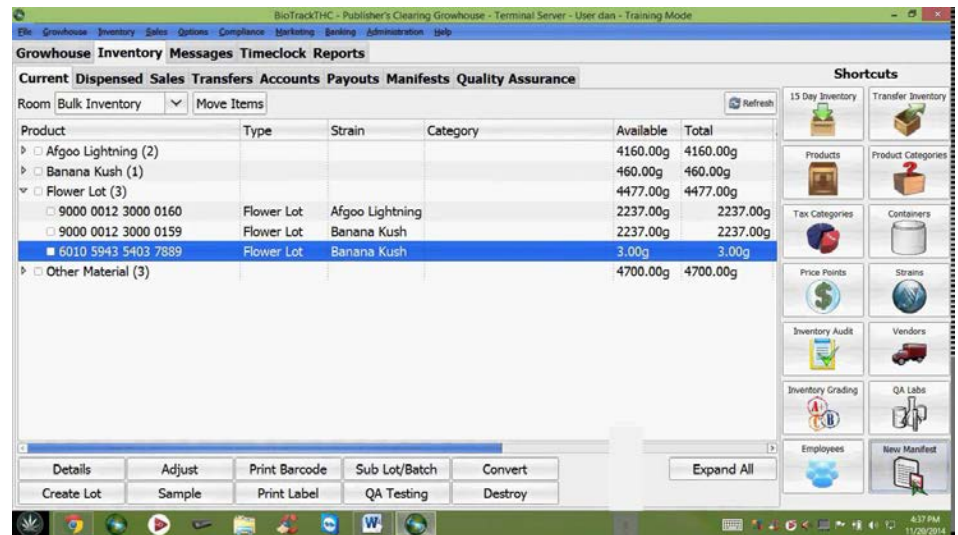 BioTrackTHC - Publisher's Clearing Growhouse - Terminal Server - User dan - Training Mode
File Growhouse Inventory Sales Options Compliance Marketing Banking Administration Help
Growhouse Inventory Messages Timeclock Reports
Current Dispensed Sales Transfers Accounts Payouts Manifests Quality Assurance
Shortcuts
Room Bulk Inventory Move Items Refresh
15 Day Inventory Transfer Inventory
Product Type Strain Category Available Total
Afgoo Lightning (2) 4160.00g 4160.00g
Banana Kush (1) 460.00g 460.00g
Flower Lot (3) 4477.00g 4477.00g
9000 0012 3000 0160 Flower Lot Afgoo Lightning 2237.00g 2237.00g
9000 0012 3000 0159 Flower Lot Banana Kush 2237.00g 2237.00g
6010 5943 5403 7889 Flower Lot Banana Kush 3.00g 3.00g
Other Material (3) 4700.00g 4700.00g
Products Product Categories
Tax Categories Containers
Price Points Strains
Inventory Audit Vendors
Inventory Grading QA Labs
Employees New Manifest
Details Adjust Print Barcode Sub Lot/Batch Convert Expand All
Create Lot Sample Print Label QA Testing Destroy
4:37 PM
11/20/2014